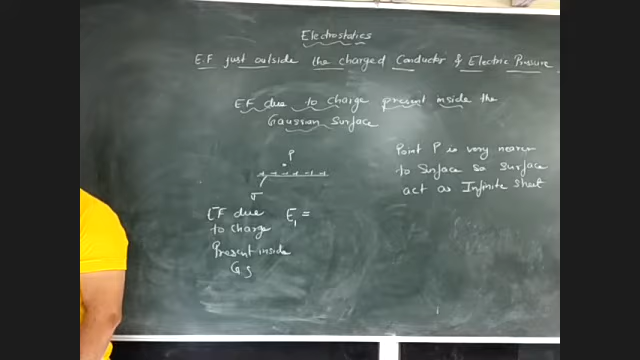 Electrostatics
E.F just outside the charged Conductor & Electric Pressure
E.F due to charge present inside the
Gaussian Surface
P
σ
Point P is very nearer
to Surface so surface
act as Infinite sheet
E.F due E₁ =
to charge
Present inside
G S